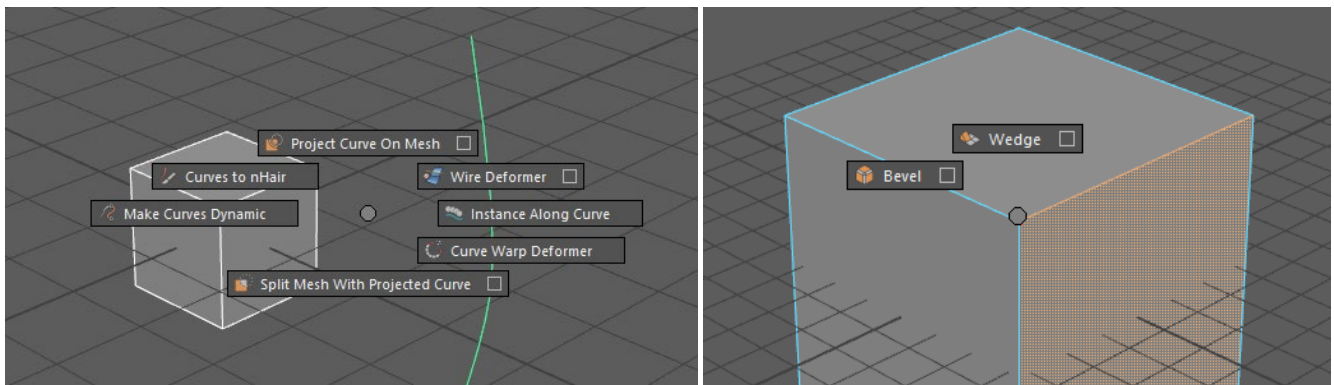 Project Curve On Mesh
Curves to nHair
Wire Deformer
Make Curves Dynamic
Instance Along Curve
Curve Warp Deformer
Split Mesh With Projected Curve
Wedge
Bevel